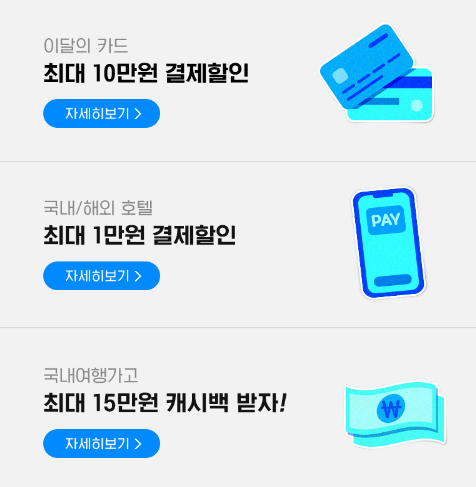 이달의 카드
최대 10만원 결제할인
자세히보기 >
국내/해외 호텔
최대 1만원 결제할인
PAY
자세히보기 >
국내여행가고
최대 15만원 캐시백 받자!
₩
자세히보기 >